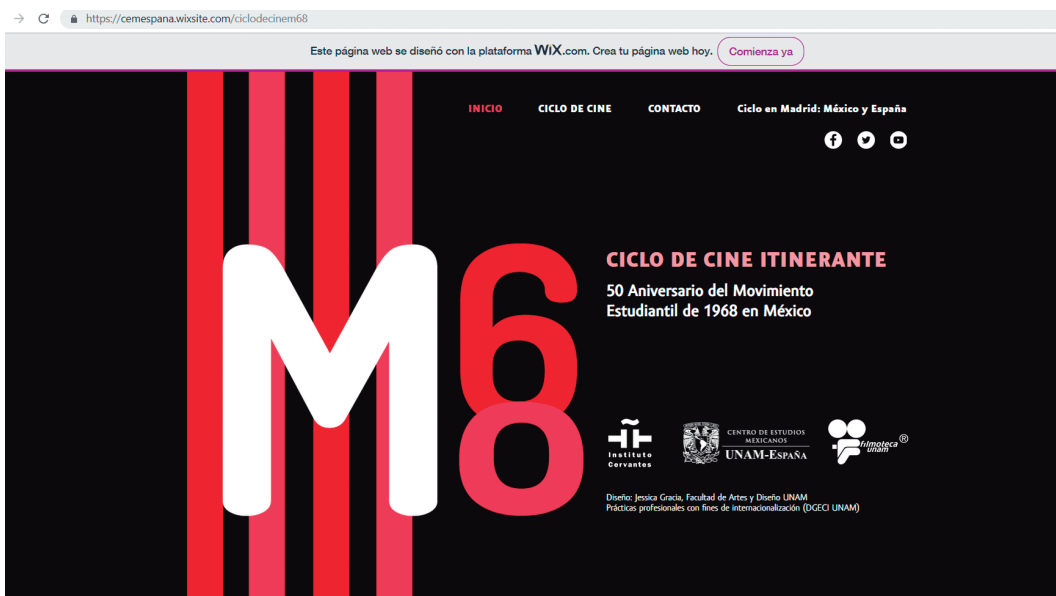 https://cemespana.wixsite.com/ciclodecinem68
Este página web se diseñó con la plataforma WiX.com. Crea tu página web hoy. Comienza ya
INICIO CICLO DE CINE CONTACTO Ciclo en Madrid: México y España
M68
CICLO DE CINE ITINERANTE
50 Aniversario del Movimiento
Estudiantil de 1968 en México
Instituto
Cervantes
CENTRO DE ESTUDIOS
MEXICANOS
UNAM-ESPAÑA
filmoteca ®
unam
Diseño: Jessica Gracia, Facultad de Artes y Diseño UNAM
Prácticas profesionales con fines de internacionalización (DGECI UNAM)